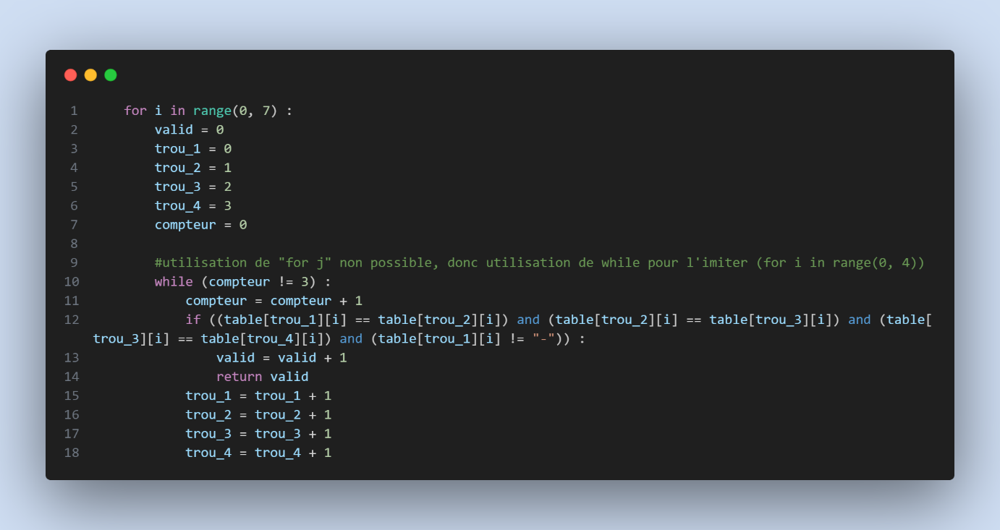 1 for i in range(0, 7) :
2 valid = 0
3 trou_1 = 0
4 trou_2 = 1
5 trou_3 = 2
6 trou_4 = 3
7 compteur = 0
8
9 #utilisation de "for j" non possible, donc utilisation de while pour l'imiter (for i in range(0, 4))
10 while (compteur != 3) :
11 compteur = compteur + 1
12 if ((table[trou_1][i] == table[trou_2][i]) and (table[trou_2][i] == table[trou_3][i]) and (table[
trou_3][i] == table[trou_4][i]) and (table[trou_1][i] != "-")) :
13 valid = valid + 1
14 return valid
15 trou_1 = trou_1 + 1
16 trou_2 = trou_2 + 1
17 trou_3 = trou_3 + 1
18 trou_4 = trou_4 + 1